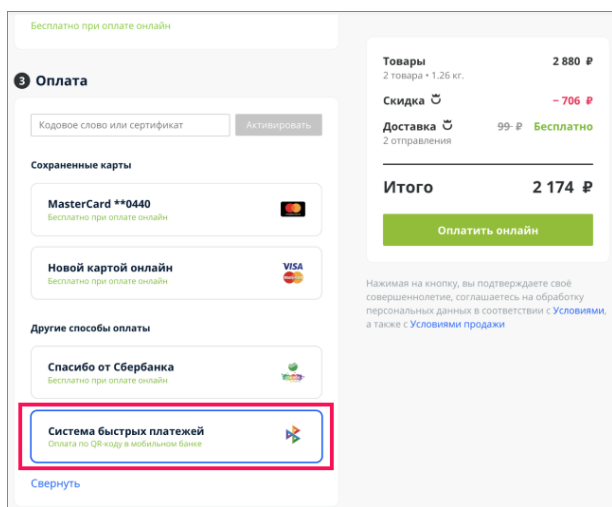 Бесплатно при оплате онлайн
3 Оплата
Кодовое слово или сертификат
Активировать
Сохраненные карты
MasterCard **0440
Бесплатно при оплате онлайн
Новой картой онлайн
Бесплатно при оплате онлайн
VISA
Другие способы оплаты
Спасибо от Сбербанка
Бесплатно при оплате онлайн
Система быстрых платежей
Оплата по QR-коду в мобильном банке
Свернуть
Товары 2 880 ₽
2 товара • 1.26 кг.
Скидка − 706 ₽
Доставка 99 ₽ Бесплатно
2 отправления
Итого 2 174 ₽
Оплатить онлайн
Нажимая на кнопку, вы подтверждаете своё
совершеннолетие, соглашаетесь на обработку
персональных данных в соответствии с Условиями,
а также с Условиями продажи